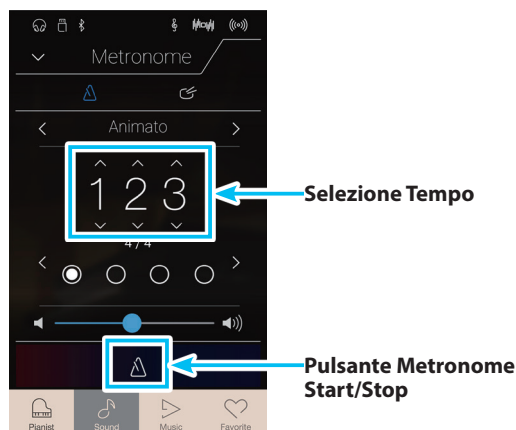 Metronome
Animato
1 2 3
Selezione Tempo
4 / 4
Pulsante Metronome
Start/Stop
Pianist
Sound
Music
Favorite